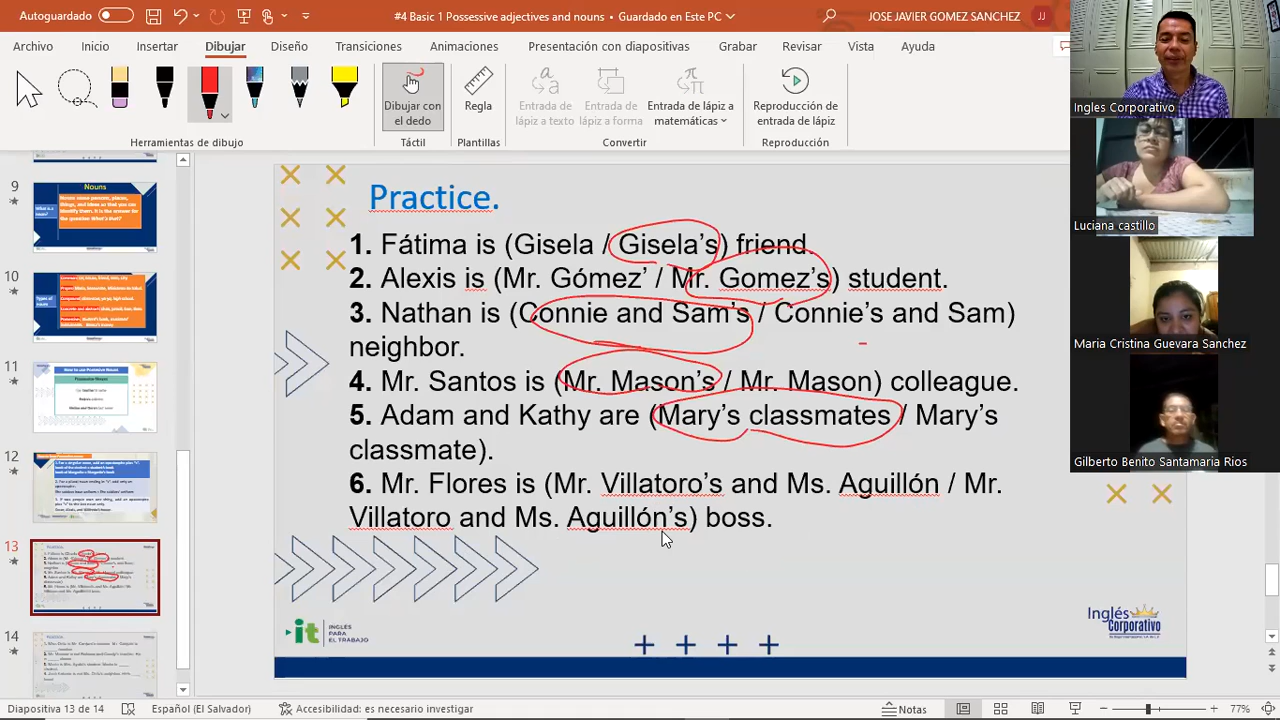 Autoguardado
#4 Basic 1 Possessive adjectives and nouns • Guardado en Este PC
JOSE JAVIER GOMEZ SANCHEZ
JJ
Archivo Inicio Insertar Dibujar Diseño Transiciones Animaciones Presentación con diapositivas Grabar Revisar Vista Ayuda
Dibujar con el dedo
Regla
Entrada de lápiz a texto
Entrada de lápiz a forma
Entrada de lápiz a matemáticas
Reproducción de entrada de lápiz
Herramientas de dibujo
Táctil
Plantillas
Convertir
Reproducción
Ingles Corporativo
Luciana castillo
Maria Cristina Guevara Sanchez
Gilberto Benito Santamaria Rios
9
Nouns
10
11
12
13
14
Practice.
1. Fátima is (Gisela / Gisela’s) friend.
2. Alexis is (Mr. Gómez’ / Mr. Gomez’s) student.
3. Nathan is (Connie and Sam’s / Connie’s and Sam)
neighbor.
4. Mr. Santos is (Mr. Mason’s / Mr. Mason) colleague.
5. Adam and Kathy are (Mary’s classmates / Mary’s
classmate).
6. Mr. Flores is (Mr. Villatoro’s and Ms. Aguillón / Mr.
Villatoro and Ms. Aguillón’s) boss.
it INGLÉS
PARA
EL TRABAJO
Inglés
Corporativo
Diapositiva 13 de 14
Español (El Salvador)
Accesibilidad: es necesario investigar
Notas
77%